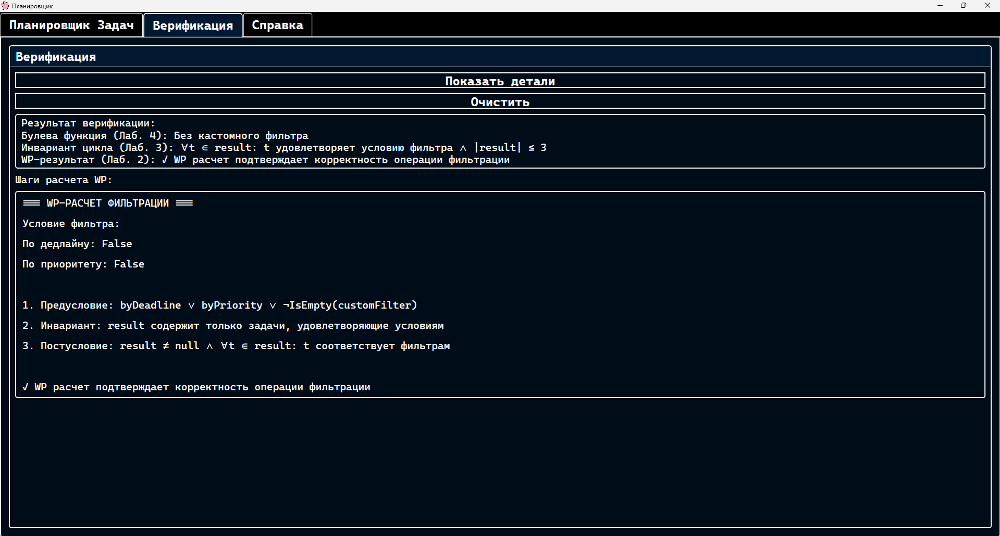 Планировщик
Планировщик Задач
Верификация
Справка
Верификация
Показать детали
Очистить
Результат верификации:
Булева функция (Лаб. 4): Без кастомного фильтра
Инвариант цикла (Лаб. 3): ∀t ∈ result: t удовлетворяет условию фильтра ∧ |result| ≤ 3
WP-результат (Лаб. 2): √ WP расчет подтверждает корректность операции фильтрации
Шаги расчета WP:
=== WP-РАСЧЕТ ФИЛЬТРАЦИИ ===
Условие фильтра:
По дедлайну: False
По приоритету: False
1. Предусловие: byDeadline ∨ byPriority ∨ ¬IsEmpty(customFilter)
2. Инвариант: result содержит только задачи, удовлетворяющие условиям
3. Постусловие: result ≠ null ∧ ∀t ∈ result: t соответствует фильтрам
√ WP расчет подтверждает корректность операции фильтрации